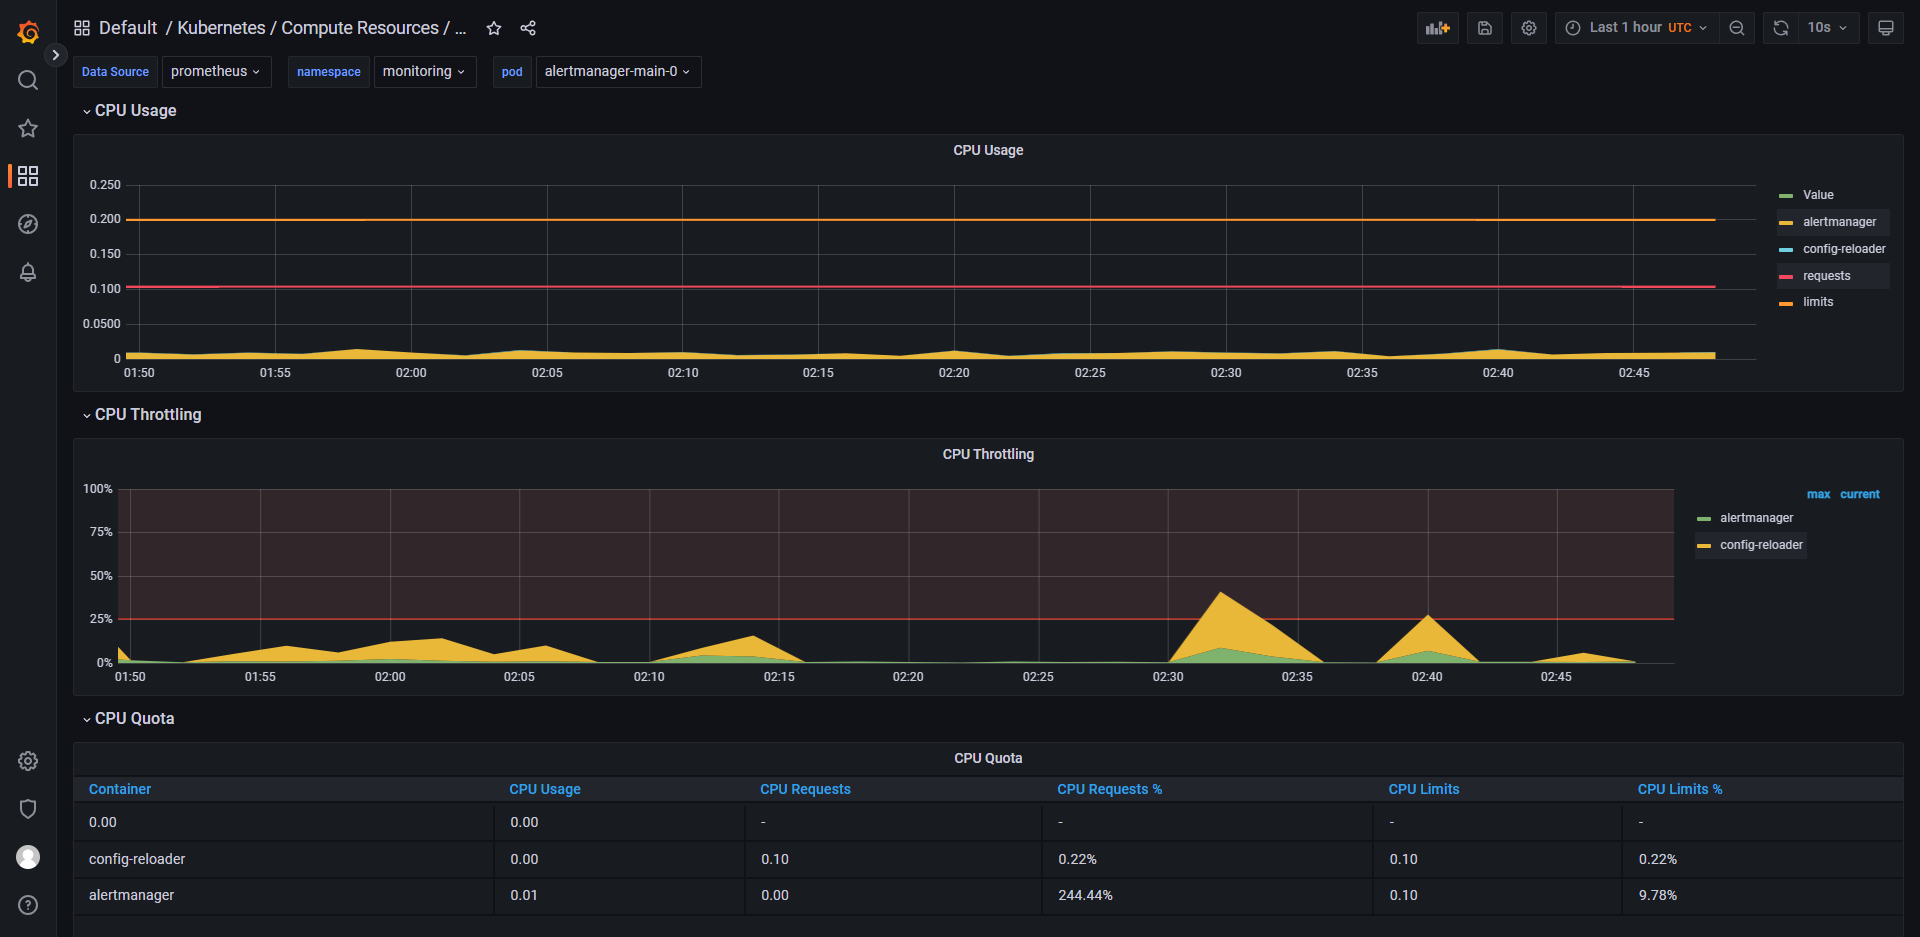 Default / Kubernetes / Compute Resources / ...
Last 1 hour UTC
10s
Data Source prometheus namespace monitoring pod alertmanager-main-0
CPU Usage
CPU Usage
0.250
0.200
0.150
0.100
0.0500
0
01:50 01:55 02:00 02:05 02:10 02:15 02:20 02:25 02:30 02:35 02:40 02:45
Value
alertmanager
config-reloader
requests
limits
CPU Throttling
CPU Throttling
100%
75%
50%
25%
0%
01:50 01:55 02:00 02:05 02:10 02:15 02:20 02:25 02:30 02:35 02:40 02:45
max current
alertmanager
config-reloader
CPU Quota
CPU Quota
Container CPU Usage CPU Requests CPU Requests % CPU Limits CPU Limits %
0.00 0.00 - - - -
config-reloader 0.00 0.10 0.22% 0.10 0.22%
alertmanager 0.01 0.00 244.44% 0.10 9.78%